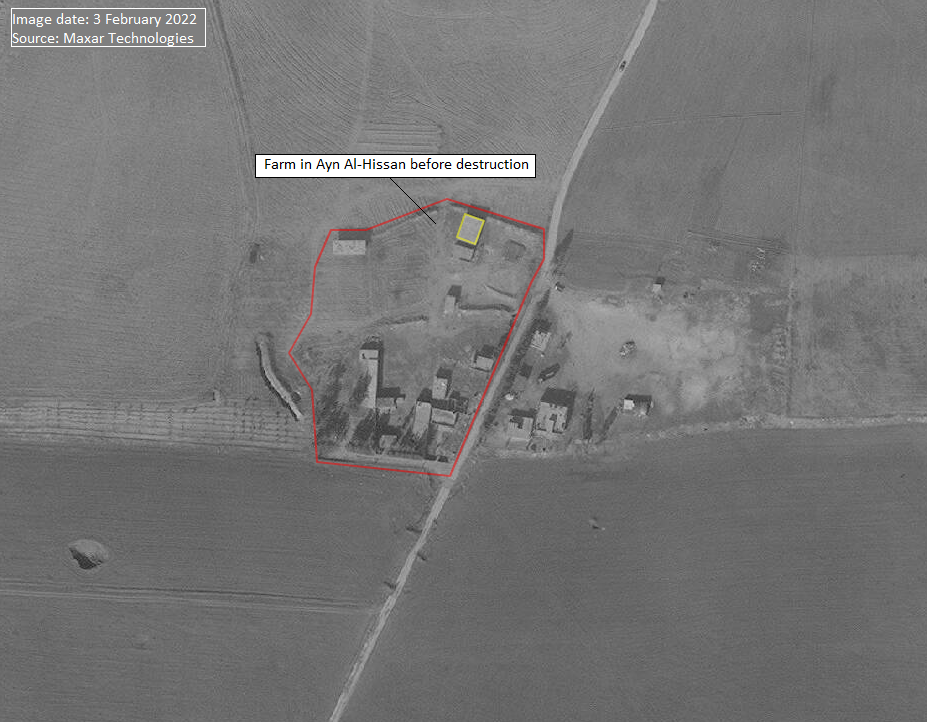 Image date: 3 February 2022
Source: Maxar Technologies
Farm in Ayn Al-Hissan before destruction